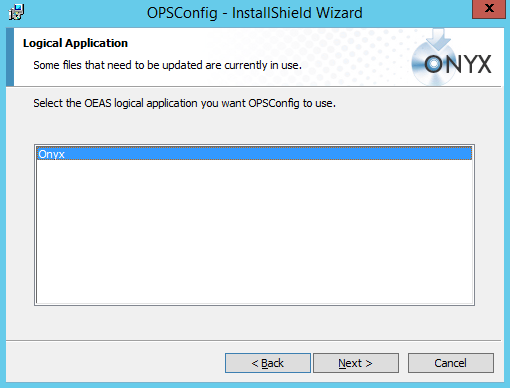 OPSConfig - InstallShield Wizard
x
Logical Application
Some files that need to be updated are currently in use.
ONYX
Select the OEAS logical application you want OPSConfig to use.
Onyx
< Back
Next >
Cancel